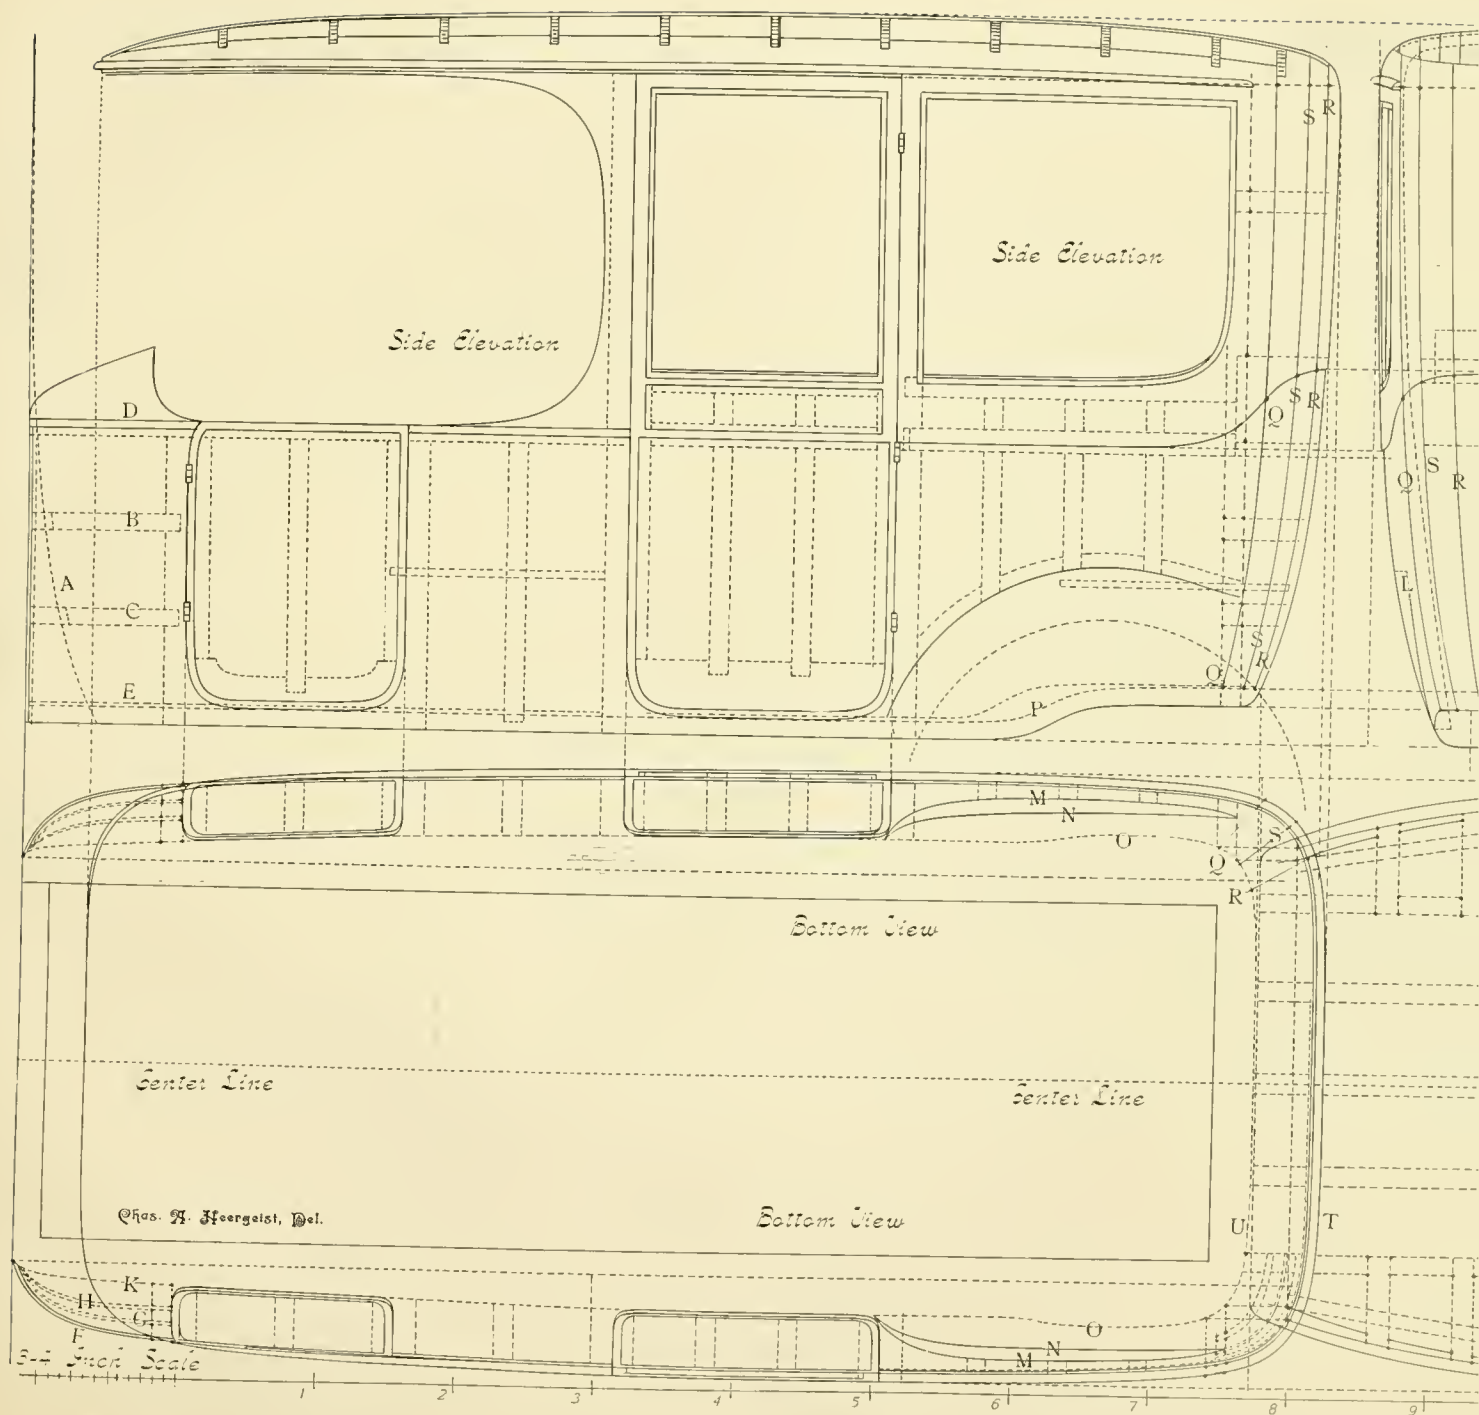 S R
Side Elevation
Side Elevation
D
Q S R
Q S R
B
A
C
L
E
S
R
Q
P
M
N
O
S
Q
R
Bottom View
Center Line
Center Line
Chas. A. Heergeist, Del.
Bottom View
U T
K
H
G
F
O
N
M
3-4 Inch Scale
1 2 3 4 5 6 7 8 9